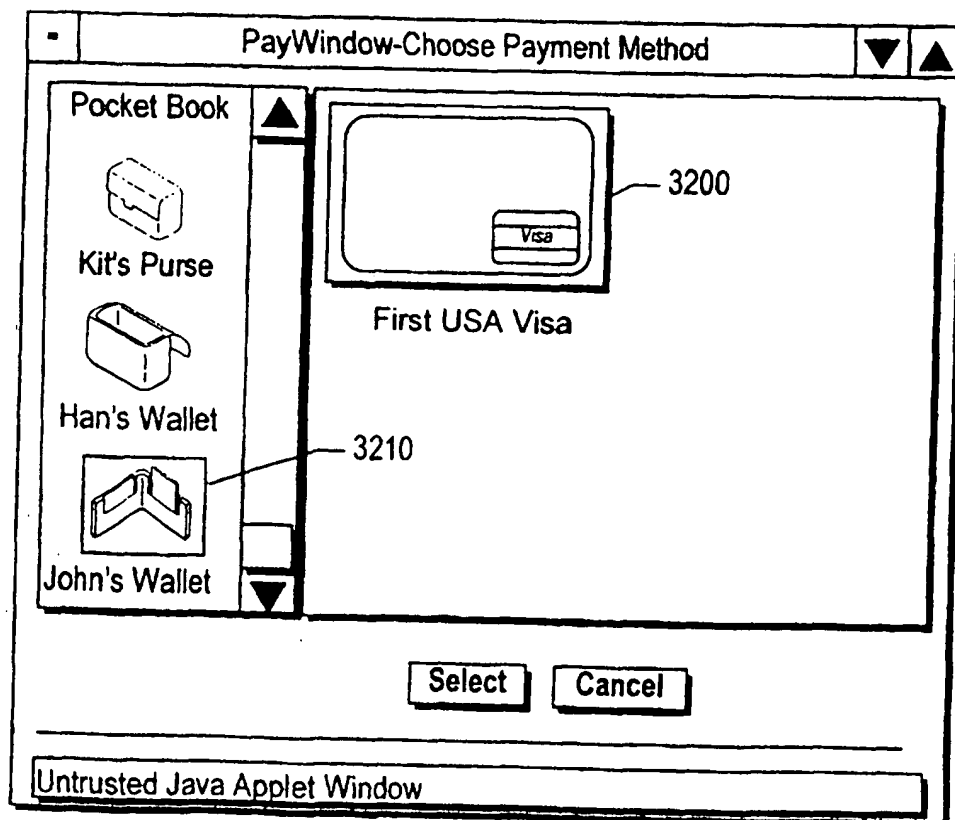 PayWindow-Choose Payment Method
Pocket Book
Kit's Purse
Han's Wallet
3210
John's Wallet
Visa
3200
First USA Visa
Select
Cancel
Untrusted Java Applet Window